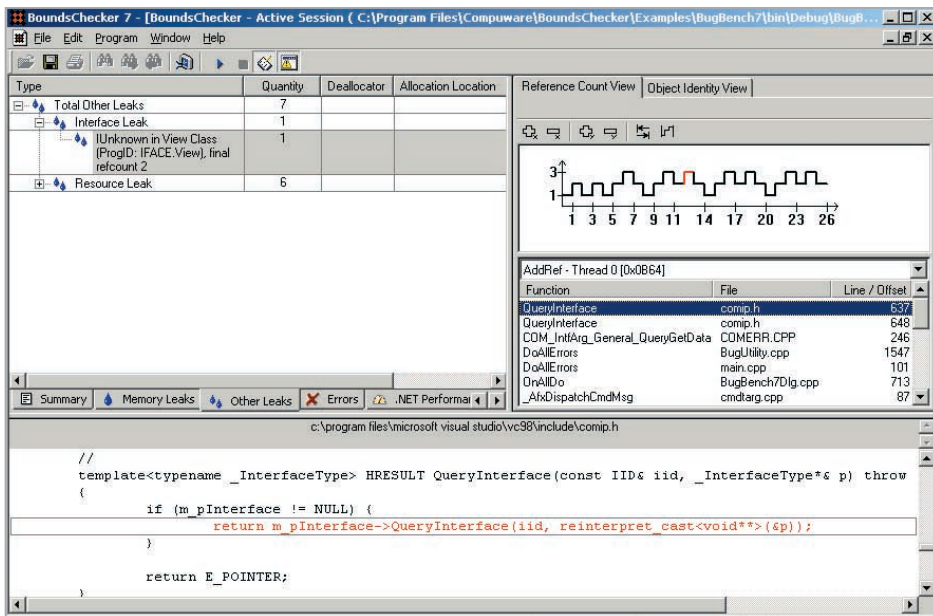 BoundsChecker 7 - [BoundsChecker - Active Session ( C:\Program Files\Compuware\BoundsChecker\Examples\BugBench7\bin\Debug\BugB...
File Edit Program Window Help
Type Quantity Deallocator Allocation Location
Total Other Leaks 7
Interface Leak 1
IUnknown in View Class 1
(ProgID: IFACE.View), final
refcount 2
Resource Leak 6
Summary Memory Leaks Other Leaks Errors .NET Performa
Reference Count View Object Identity View
3
1
1 3 5 7 9 11 14 17 20 23 26
AddRef - Thread 0 [0x0B64]
Function File Line / Offset
QueryInterface comip.h 637
QueryInterface comip.h 648
COM_IntfArg_General_QueryGetData COMERR.CPP 246
DoAllErrors BugUtility.cpp 1547
DoAllErrors main.cpp 101
OnAllDo BugBench7Dlg.cpp 713
_AfxDispatchCmdMsg cmdtarg.cpp 87
c:\program files\microsoft visual studio\vc98\include\comip.h
//
template<typename _InterfaceType> HRESULT QueryInterface(const IID& iid, _InterfaceType*& p) throw
{
if (m_pInterface != NULL) {
return m_pInterface->QueryInterface(iid, reinterpret_cast<void**>(&p));
}
return E_POINTER;
}